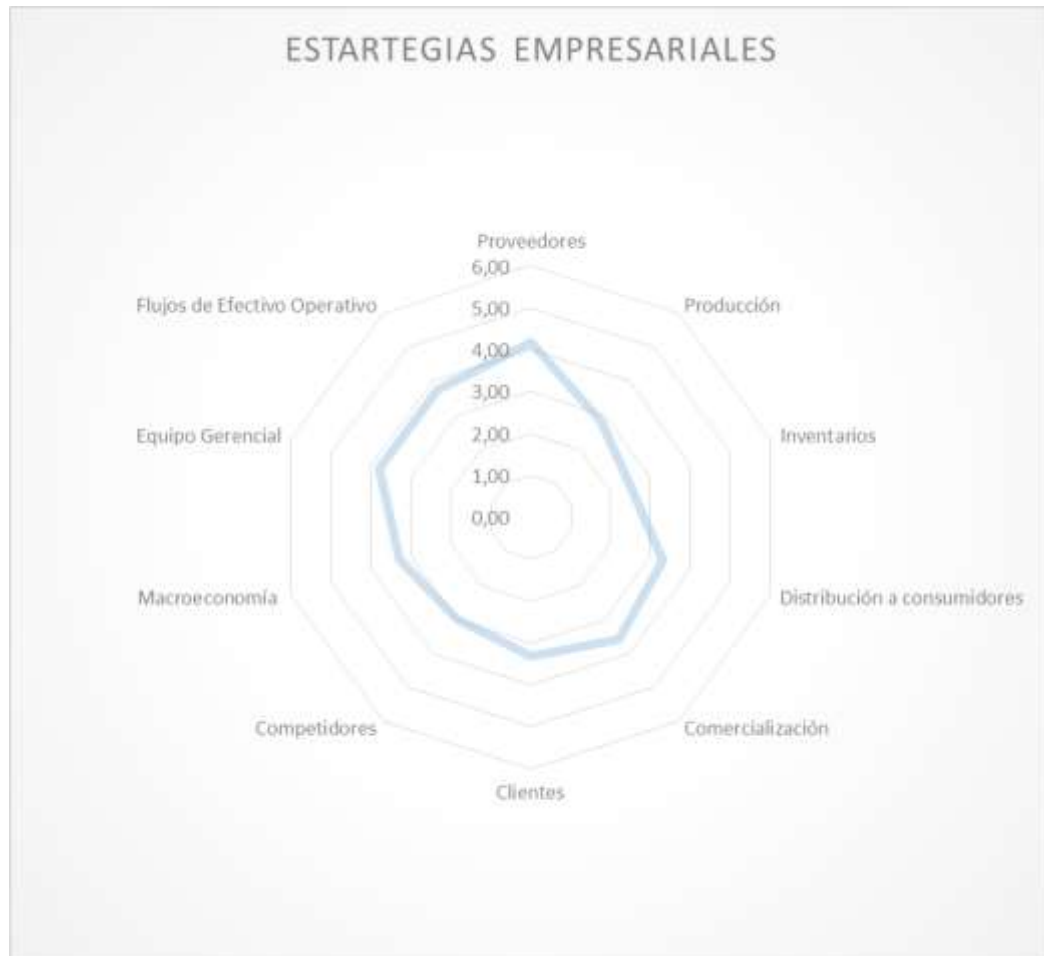 ESTARTEGIAS EMPRESARIALES
Proveedores
6,00
5,00
4,00
3,00
2,00
1,00
0,00
Producción
Inventarios
Distribución a consumidores
Comercialización
Clientes
Competidores
Macroeconomía
Equipo Gerencial
Flujos de Efectivo Operativo